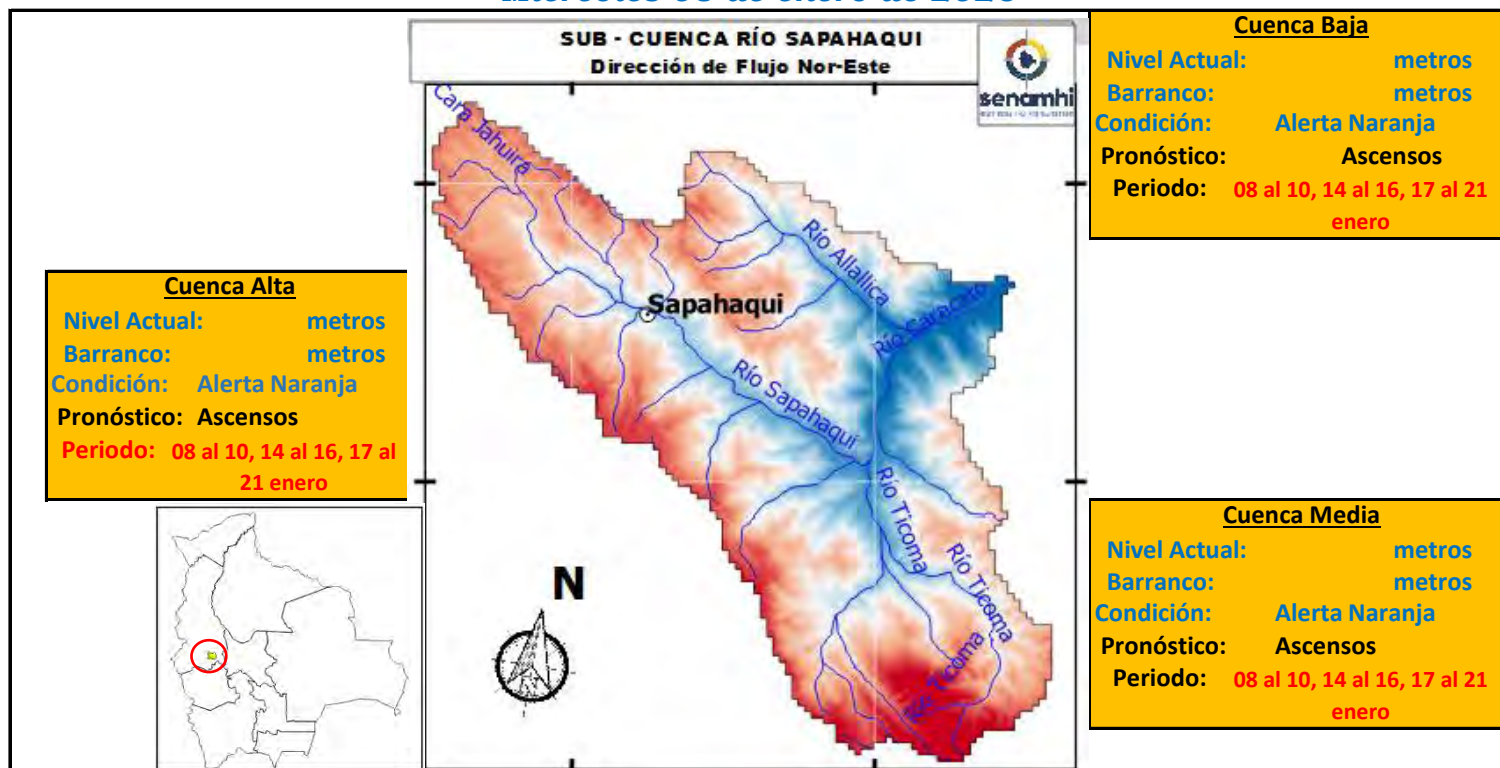 SUB - CUENCA RÍO SAPAHAQUI
Dirección de Flujo Nor-Este
senamhi
Cuenca Baja
Nivel Actual: metros
Barranco: metros
Condición: Alerta Naranja
Pronóstico: Ascensos
Periodo: 08 al 10, 14 al 16, 17 al 21
enero
Cuenca Alta
Nivel Actual: metros
Barranco: metros
Condición: Alerta Naranja
Pronóstico: Ascensos
Periodo: 08 al 10, 14 al 16, 17 al
21 enero
Cara Jahuira
Río Allallica
Río Caracato
Sapahaqui
Río Sapahaqui
Río Ticoma
Río Ticoma
Río Ticoma
N
Cuenca Media
Nivel Actual: metros
Barranco: metros
Condición: Alerta Naranja
Pronóstico: Ascensos
Periodo: 08 al 10, 14 al 16, 17 al 21
enero